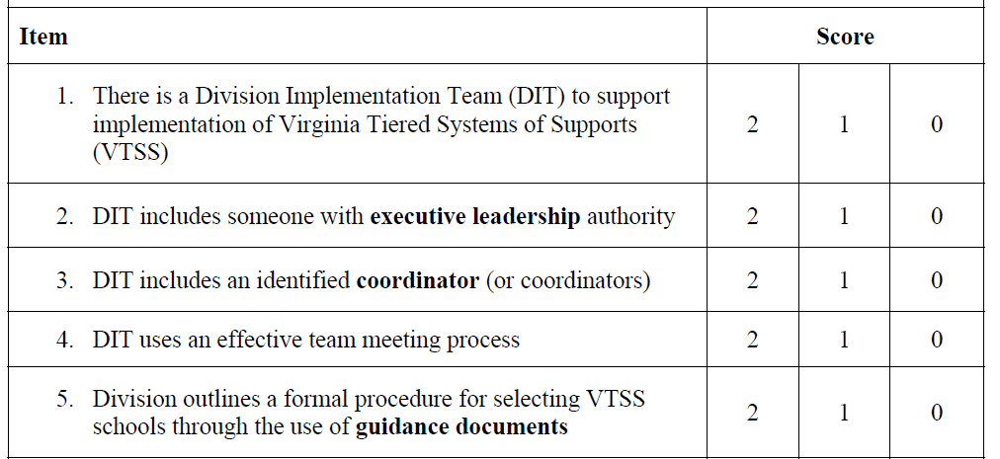 Item Score
1. There is a Division Implementation Team (DIT) to support
implementation of Virginia Tiered Systems of Supports
(VTSS)
2 1 0
2. DIT includes someone with executive leadership authority 2 1 0
3. DIT includes an identified coordinator (or coordinators) 2 1 0
4. DIT uses an effective team meeting process 2 1 0
5. Division outlines a formal procedure for selecting VTSS
schools through the use of guidance documents
2 1 0